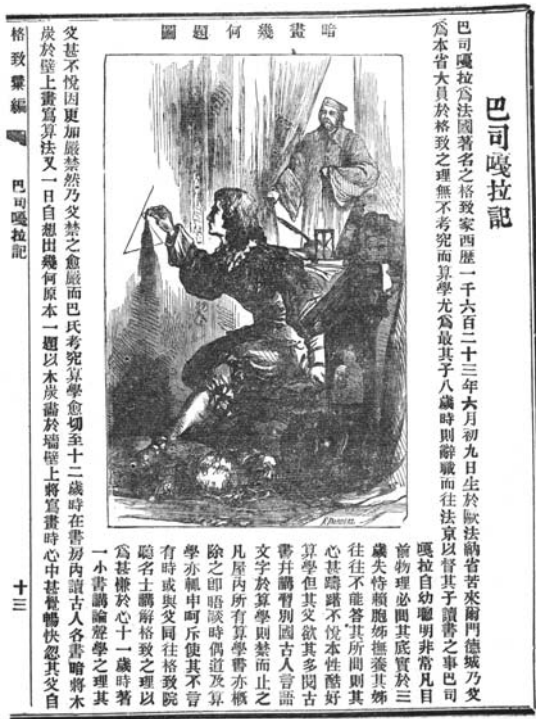 巴司嘎拉記
巴司嘎拉爲法國著名之格致家西歷一千六百二十三年六月初九日生於歐法訥省苦來爾門德城乃父
爲本省大員於格致之理無不考究而算學尤爲最其子八歲時則辭職而往法京以督其子讀書之事巴司
暗畫幾何題圖
嘎拉自幼聰明非常凡目
前物理必問其底實於三
歲失恃賴胞姊撫養其姊
往往不能答其所問則其
心甚躊躇不悅本性酷好
算學但其父欲其多閱古
書并講習別國古人言語
文字於算學則禁而止之
凡屋內所有算學書亦概
除之卽晤談時偶道及算
學亦輒申呵斥使其不言
有時或與父同往格致院
聽名士講解格致之理以
爲甚慊於心十一歲時著
一小書講論聲學之理其
父甚不悅因更加嚴禁然乃父禁之愈嚴而巴氏考究算學愈切至十二歲時在書房內讀古人各書暗將木
炭於壁上畫寫算法又一日自想出幾何原本一題以木炭畵於墻壁上將寫畫時心中甚覺暢快忽其父自
格致彙編
巴司嘎拉記
十三